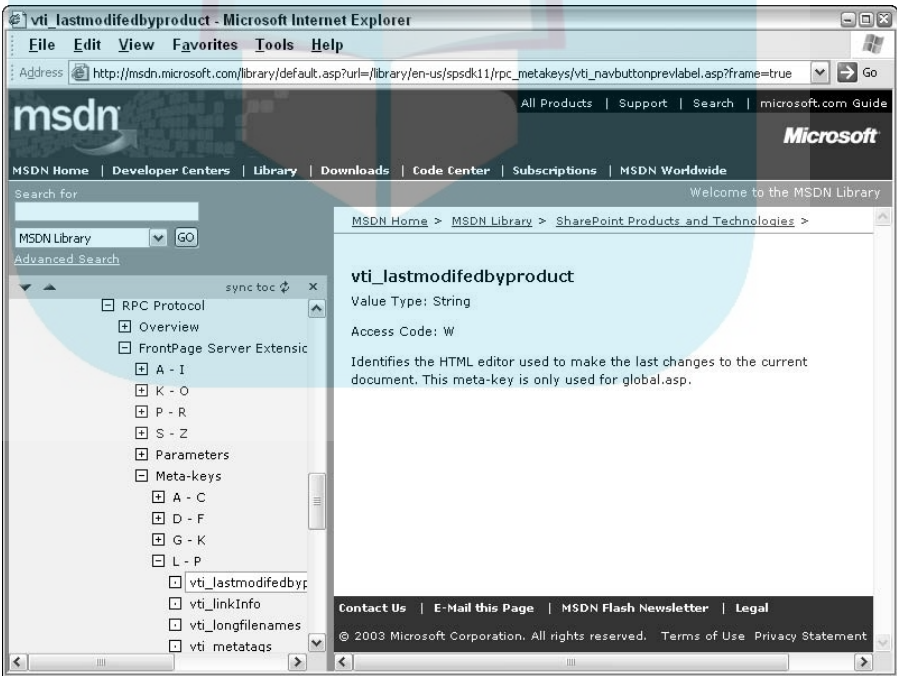 vti_lastmodifedbyproduct - Microsoft Internet Explorer
File Edit View Favorites Tools Help
Address http://msdn.microsoft.com/library/default.asp?url=/library/en-us/spsdk11/rpc_metakeys/vti_navbuttonprevlabel.asp?frame=true Go
msdn
All Products | Support | Search | microsoft.com Guide
Microsoft
MSDN Home | Developer Centers | Library | Downloads | Code Center | Subscriptions | MSDN Worldwide
Search for
Welcome to the MSDN Library
MSDN Library GO
Advanced Search
sync toc
RPC Protocol
Overview
FrontPage Server Extensic
A - I
K - O
P - R
S - Z
Parameters
Meta-keys
A - C
D - F
G - K
L - P
vti_lastmodifedbyp
vti_linkInfo
vti_longfilenames
vti_metatags
MSDN Home > MSDN Library > SharePoint Products and Technologies >
vti_lastmodifedbyproduct
Value Type: String
Access Code: W
Identifies the HTML editor used to make the last changes to the current
document. This meta-key is only used for global.asp.
Contact Us | E-Mail this Page | MSDN Flash Newsletter | Legal
© 2003 Microsoft Corporation. All rights reserved. Terms of Use Privacy Statement